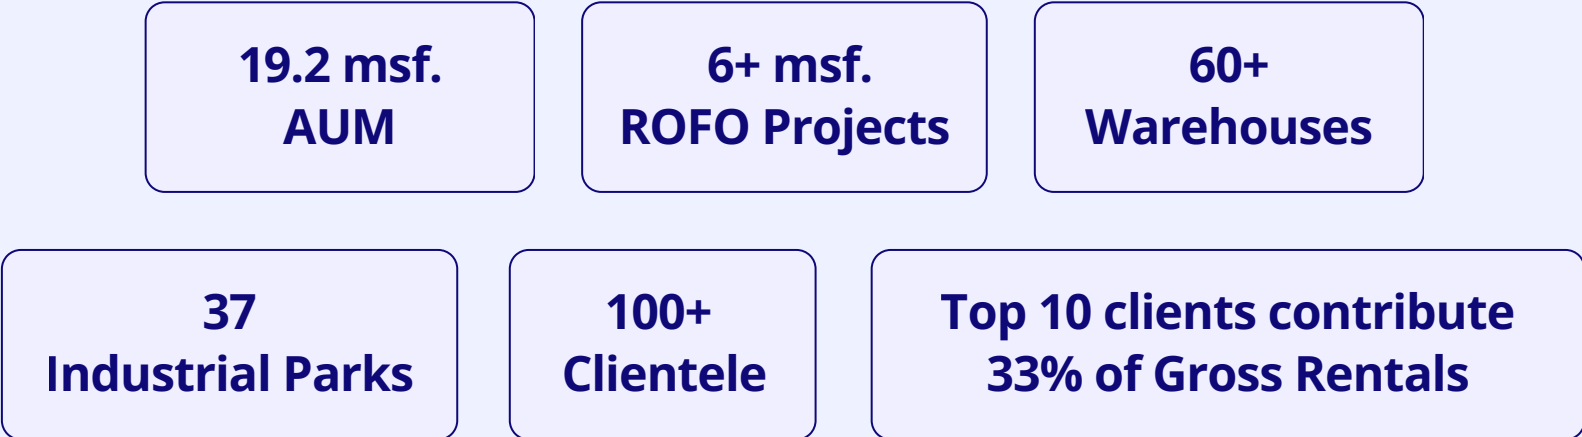 19.2 msf.
AUM
6+ msf.
ROFO Projects
60+
Warehouses
37
Industrial Parks
100+
Clientele
Top 10 clients contribute
33% of Gross Rentals